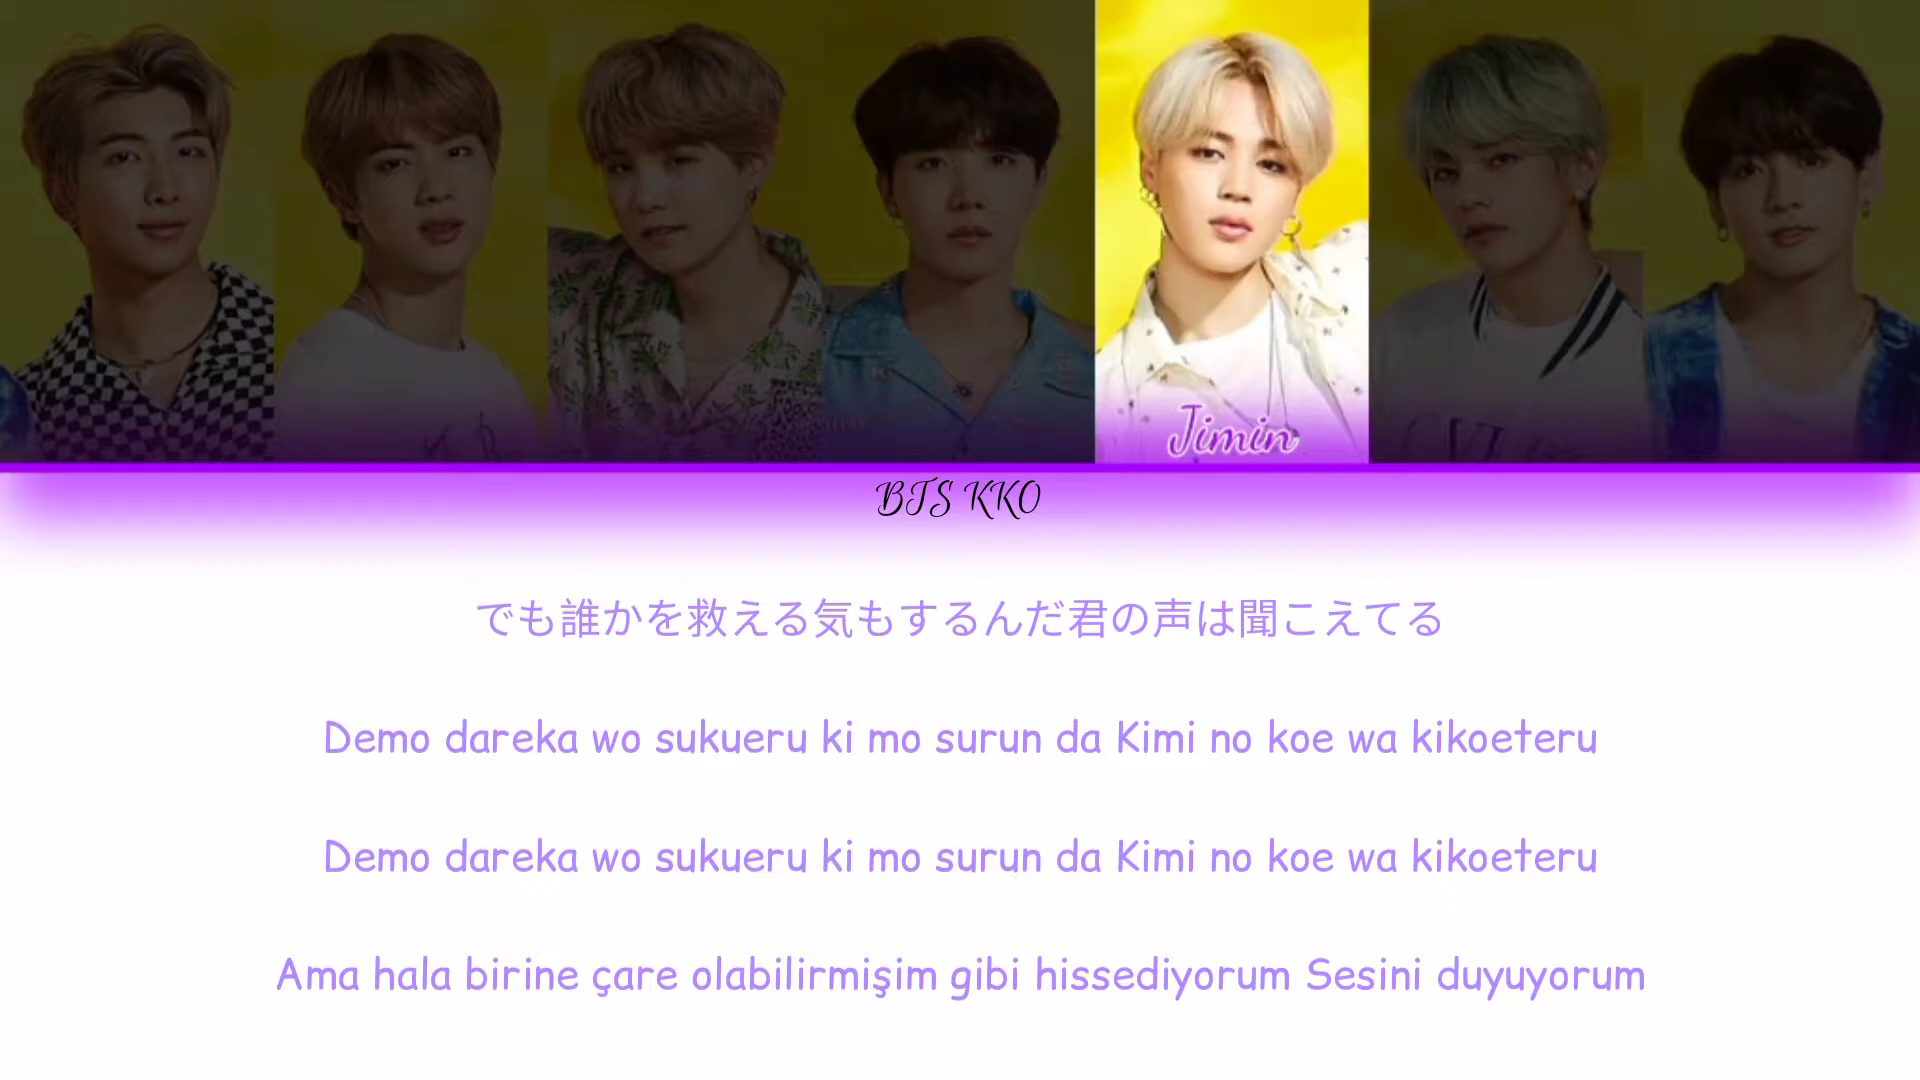 Jimin
BTS KKO
でも誰かを救える気もするんだ君の声は聞こえてる
Demo dareka wo sukueru ki mo surun da Kimi no koe wa kikoeteru
Demo dareka wo sukueru ki mo surun da Kimi no koe wa kikoeteru
Ama hala birine çare olabilirmişim gibi hissediyorum Sesini duyuyorum